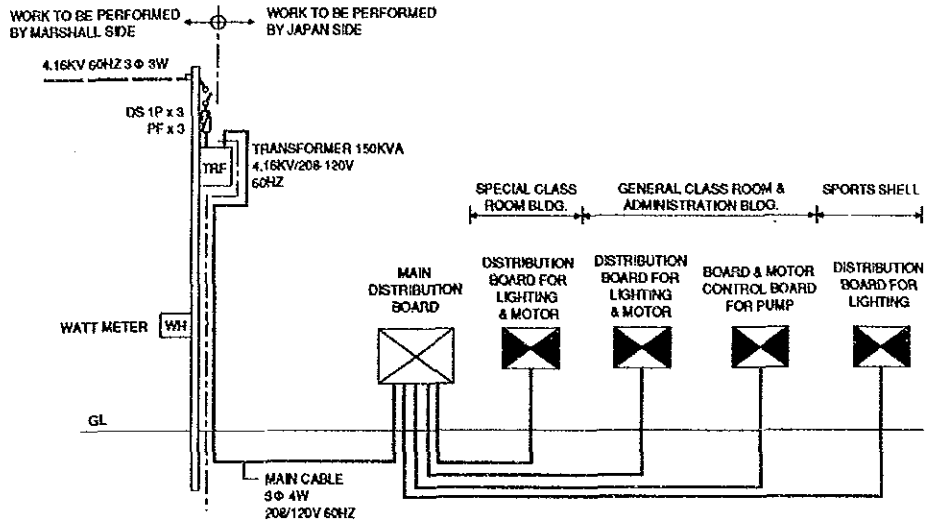 WORK TO BE PERFORMED
BY MARSHALL SIDE
WORK TO BE PERFORMED
BY JAPAN SIDE
4.16KV 60HZ 3Φ 3W
DS 1P x 3
PF x 3
TRF
TRANSFORMER 150KVA
4.16KV/208-120V
60HZ
SPECIAL CLASS
ROOM BLDG.
GENERAL CLASS ROOM &
ADMINISTRATION BLDG.
SPORTS SHELL
MAIN
DISTRIBUTION
BOARD
DISTRIBUTION
BOARD FOR
LIGHTING
& MOTOR
DISTRIBUTION
BOARD FOR
LIGHTING
& MOTOR
BOARD & MOTOR
CONTROL BOARD
FOR PUMP
DISTRIBUTION
BOARD FOR
LIGHTING
WATT METER
WH
GL
MAIN CABLE
3Φ 4W
208/120V 60HZ